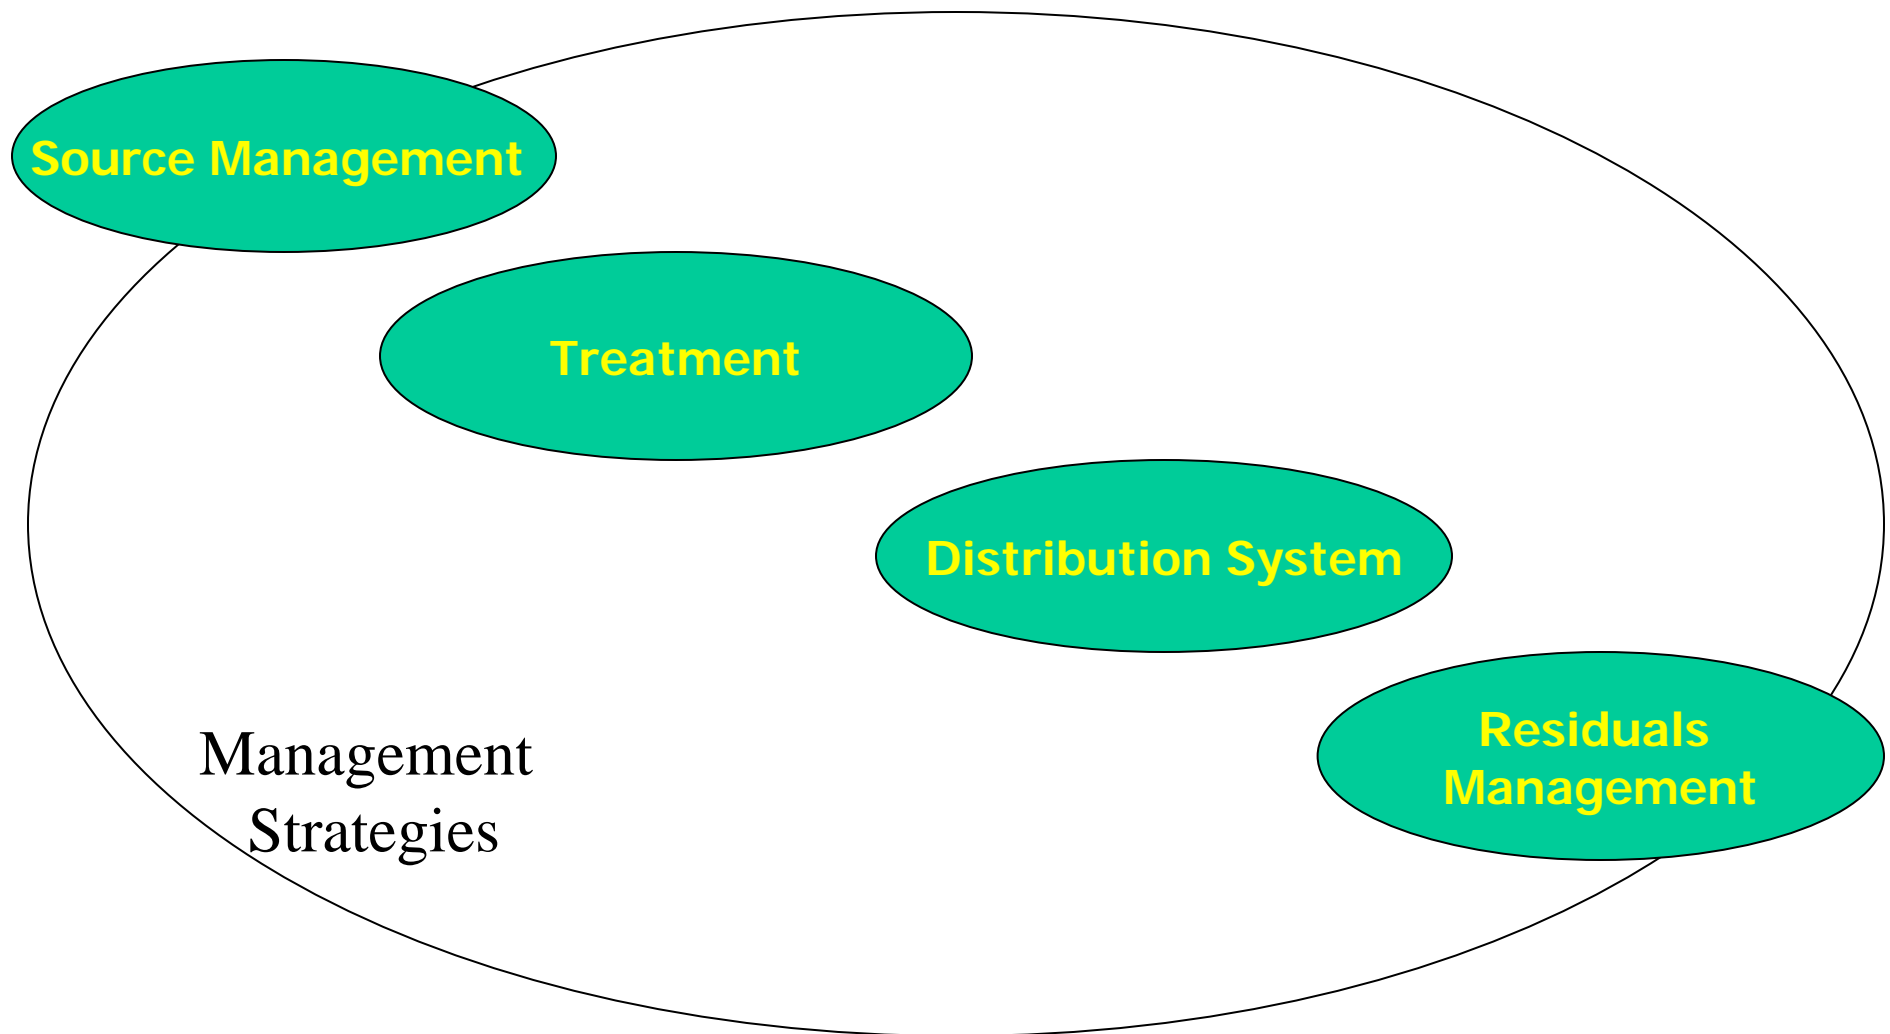 Source Management
Treatment
Distribution System
Residuals
Management
Management
Strategies